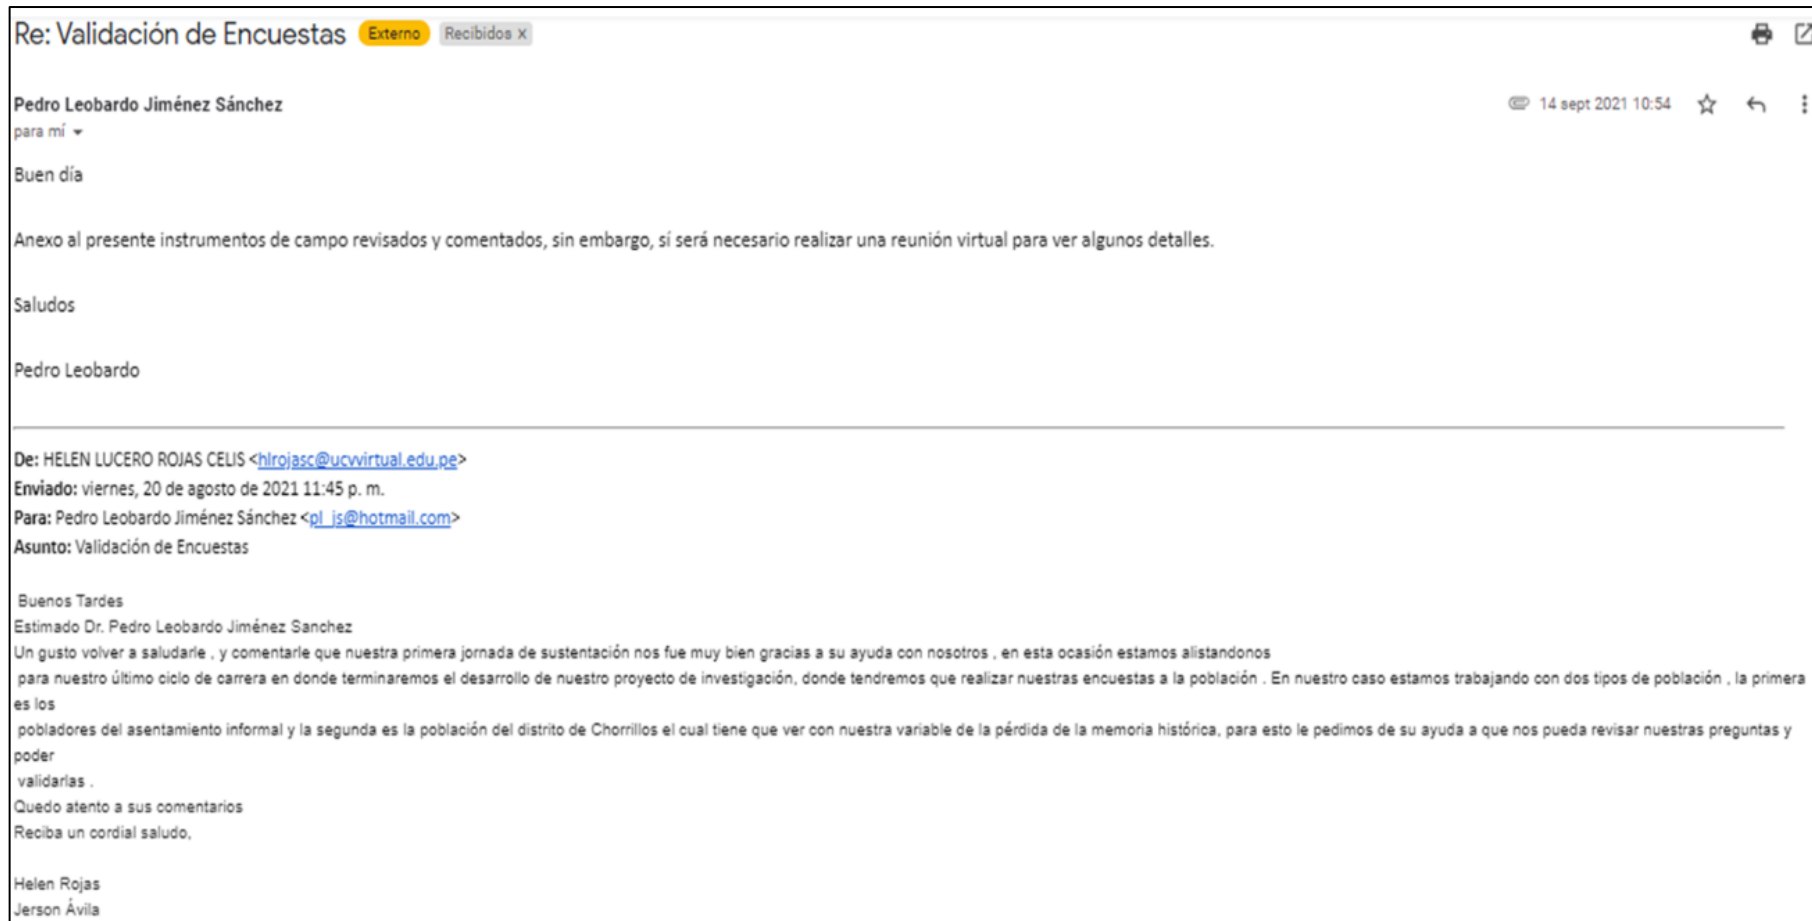 Re: Validación de Encuestas Externo Recibidos x
Pedro Leobardo Jiménez Sánchez 14 sept 2021 10:54
para mí
Buen día
Anexo al presente instrumentos de campo revisados y comentados, sin embargo, sí será necesario realizar una reunión virtual para ver algunos detalles.
Saludos
Pedro Leobardo
De: HELEN LUCERO ROJAS CELIS <hlrojasc@ucvvirtual.edu.pe>
Enviado: viernes, 20 de agosto de 2021 11:45 p. m.
Para: Pedro Leobardo Jiménez Sánchez <pl_js@hotmail.com>
Asunto: Validación de Encuestas
Buenos Tardes
Estimado Dr. Pedro Leobardo Jiménez Sanchez
Un gusto volver a saludarle , y comentarle que nuestra primera jornada de sustentación nos fue muy bien gracias a su ayuda con nosotros , en esta ocasión estamos alistandonos
para nuestro último ciclo de carrera en donde terminaremos el desarrollo de nuestro proyecto de investigación, donde tendremos que realizar nuestras encuestas a la población . En nuestro caso estamos trabajando con dos tipos de población , la primera
es los
pobladores del asentamiento informal y la segunda es la población del distrito de Chorrillos el cual tiene que ver con nuestra variable de la pérdida de la memoria histórica, para esto le pedimos de su ayuda a que nos pueda revisar nuestras preguntas y
poder
validarlas .
Quedo atento a sus comentarios
Reciba un cordial saludo,
Helen Rojas
Jerson Ávila